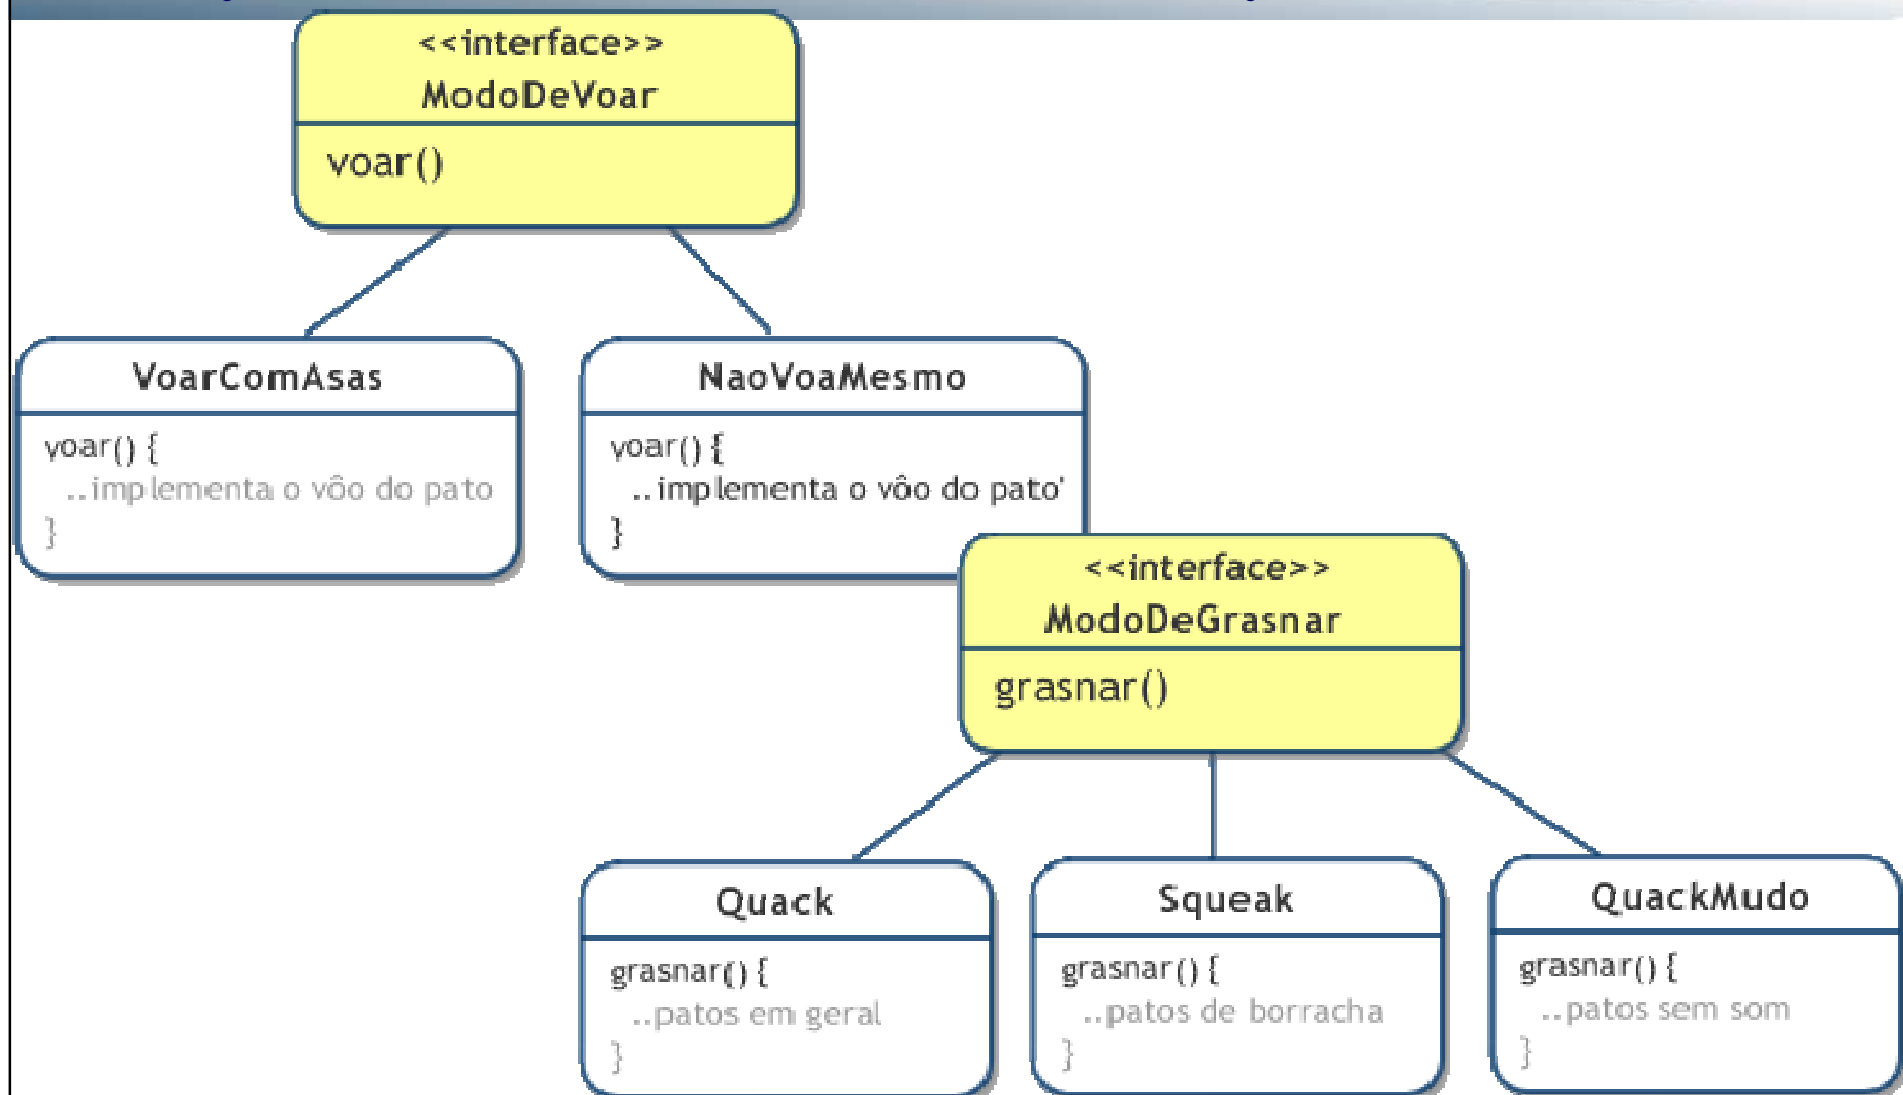 <<interface>>
ModoDeVoar
voar()
VoarComAsas
voar() {
..implementa o vôo do pato
}
NaoVoaMesmo
voar() {
..implementa o vôo do pato'
}
<<interface>>
ModoDeGrasnar
grasnar()
Quack
grasnar() {
..patos em geral
}
Squeak
grasnar() {
..patos de borracha
}
QuackMudo
grasnar() {
..patos sem som
}